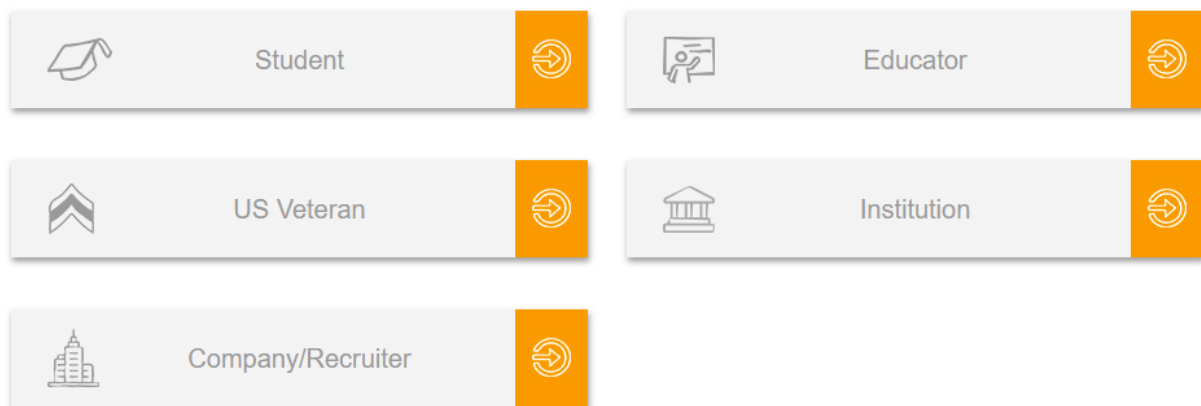 Student
Educator
US Veteran
Institution
Company/Recruiter